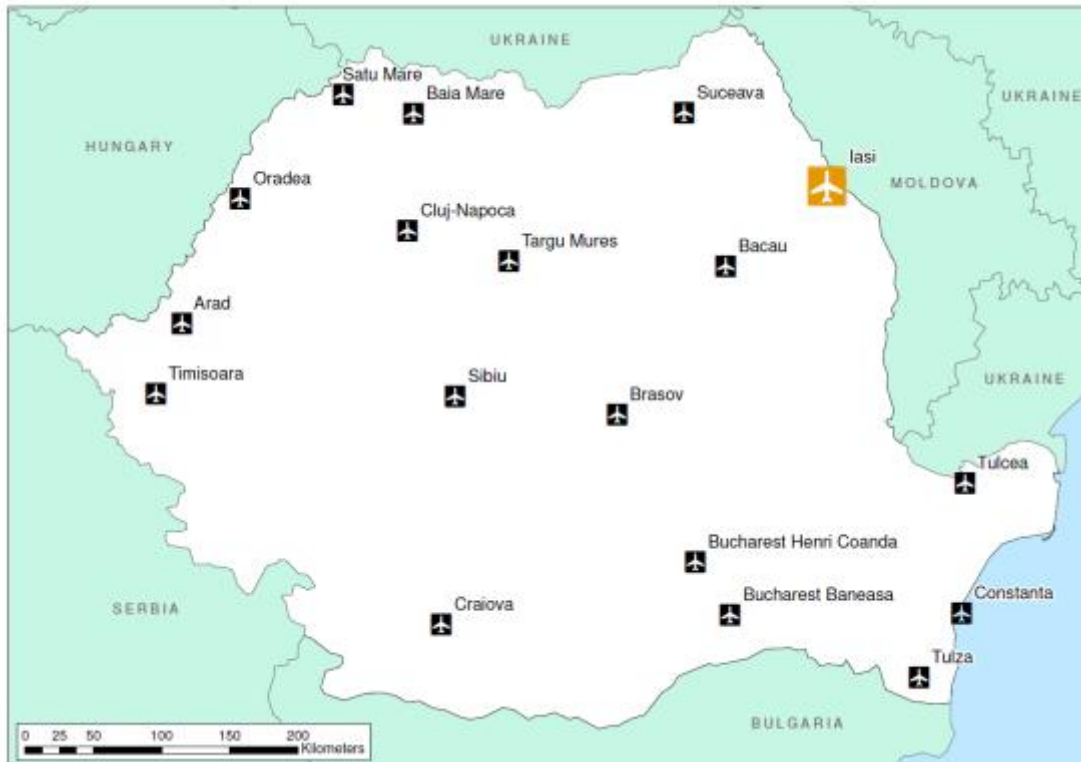 UKRAINE
Satu Mare
Baia Mare
Suceava
UKRAINE
HUNGARY
Iasi
MOLDOVA
Oradea
Cluj-Napoca
Targu Mures
Bacau
Arad
Timisoara
Sibiu
Brasov
UKRAINE
Tulcea
Bucharest Henri Coanda
SERBIA
Craiova
Bucharest Baneasa
Constanta
Tulza
BULGARIA
0 25 50 100 150 200
Kilometers